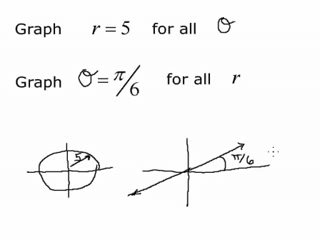 Graph r = 5 for all θ
Graph θ = π/6 for all r
5
π/6